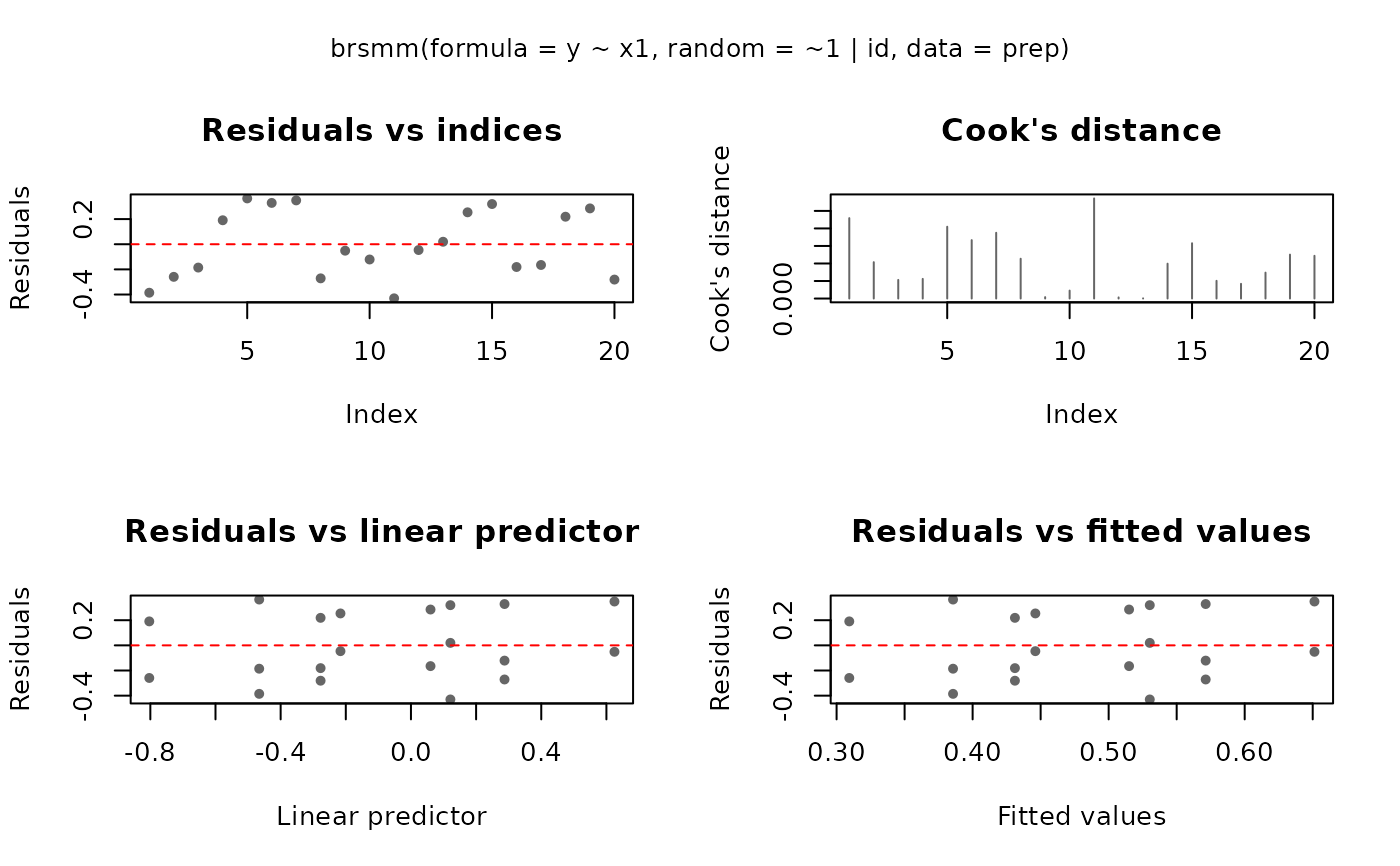 brsmm(formula = y ~ x1, random = ~1 | id, data = prep)
Residuals vs indices
Residuals
0.2
-0.4
5 10 15 20
Index
Cook's distance
Cook's distance
0.000
5 10 15 20
Index
Residuals vs linear predictor
Residuals
0.2
-0.4
-0.8 -0.4 0.0 0.4
Linear predictor
Residuals vs fitted values
Residuals
0.2
-0.4
0.30 0.40 0.50 0.60
Fitted values